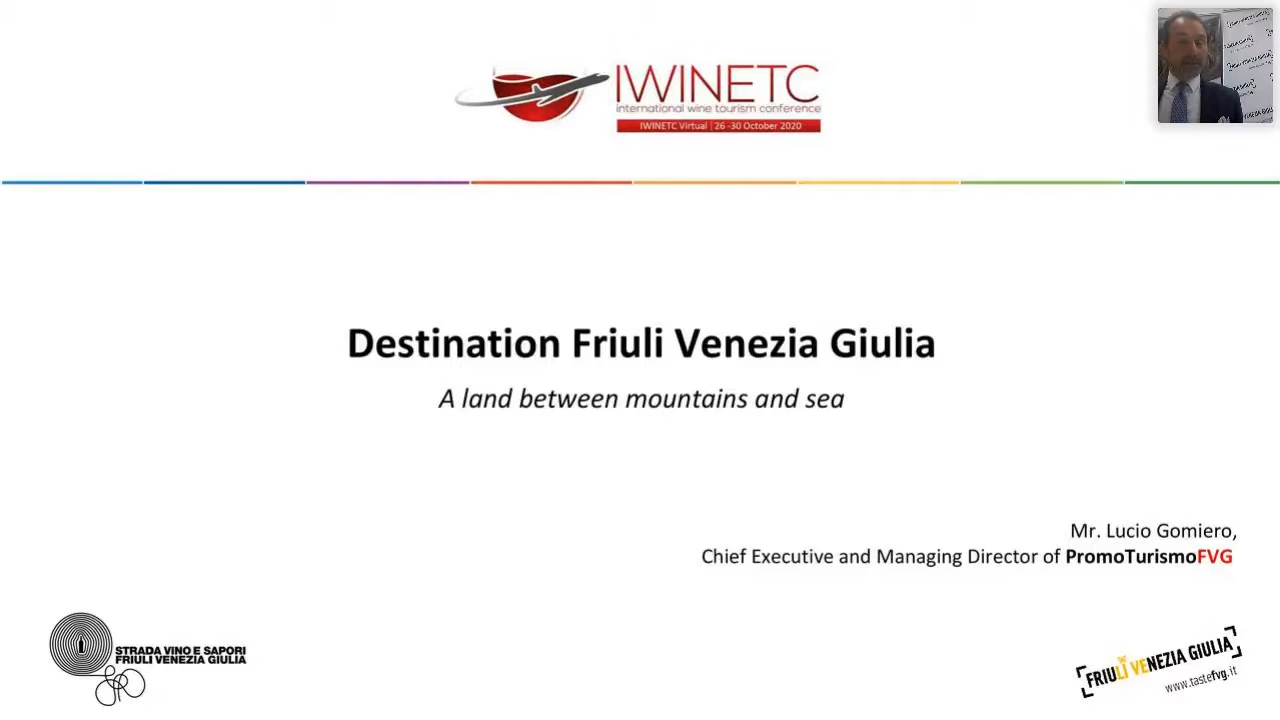 IWINETC
international wine tourism conference
IWINETC Virtual | 26 -30 October 2020
Destination Friuli Venezia Giulia
A land between mountains and sea
Mr. Lucio Gomiero,
Chief Executive and Managing Director of PromoTurismoFVG
STRADA VINO E SAPORI
FRIULI VENEZIA GIULIA
FRIULI VENEZIA GIULIA
www.tastefvg.it